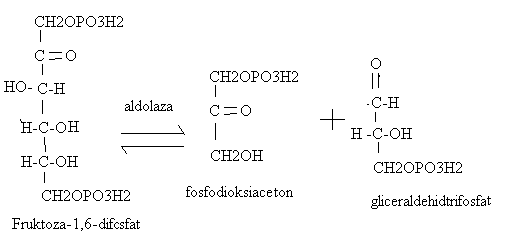 CH2OPO3H2
C=O
HO- C-H
H-C-OH
H-C-OH
CH2OPO3H2
Fruktoza-1,6-difcsfat
aldolaza
CH2OPO3H2
C=O
CH2OH
fosfodioksiaceton
+
O
C-H
H-C-OH
CH2OPO3H2
gliceraldehidtrifosfat